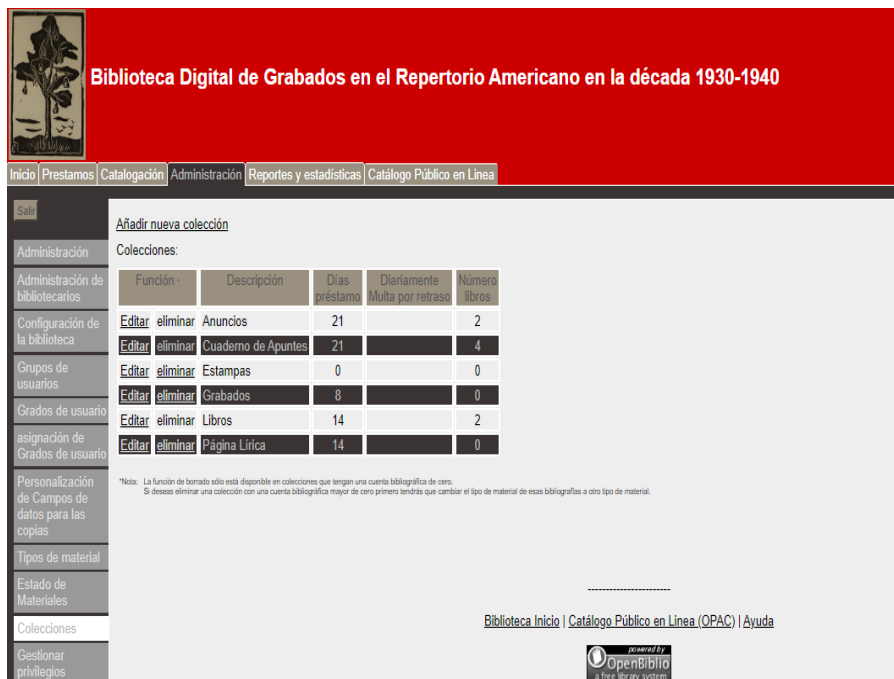 Biblioteca Digital de Grabados en el Repertorio Americano en la década 1930-1940
Inicio Prestamos Catalogación Administración Reportes y estadísticas Catálogo Público en Linea
Salir
Administración
Administración de
bibliotecarios
Configuración de
la biblioteca
Grupos de
usuarios
Grados de usuario
asignación de
Grados de usuario
Personalización
de Campos de
datos para las
copias
Tipos de material
Estado de
Materiales
Colecciones
Gestionar
privilegios
Añadir nueva colección
Colecciones:
Función * Descripción Días préstamo Diariamente Multa por retraso Número libros
Editar eliminar Anuncios 21 2
Editar eliminar Cuaderno de Apuntes 21 4
Editar eliminar Estampas 0 0
Editar eliminar Grabados 8 0
Editar eliminar Libros 14 2
Editar eliminar Página Lírica 14 0
*Nota: La función de borrado sólo está disponible en colecciones que tengan una cuenta bibliográfica de cero.
Si deseas eliminar una colección con una cuenta bibliográfica mayor de cero primero tendrás que cambiar el tipo de material de esas bibliografías a otro tipo de material.
-----------------------
Biblioteca Inicio | Catálogo Público en Linea (OPAC) | Ayuda
powered by
OpenBiblio
a free library system